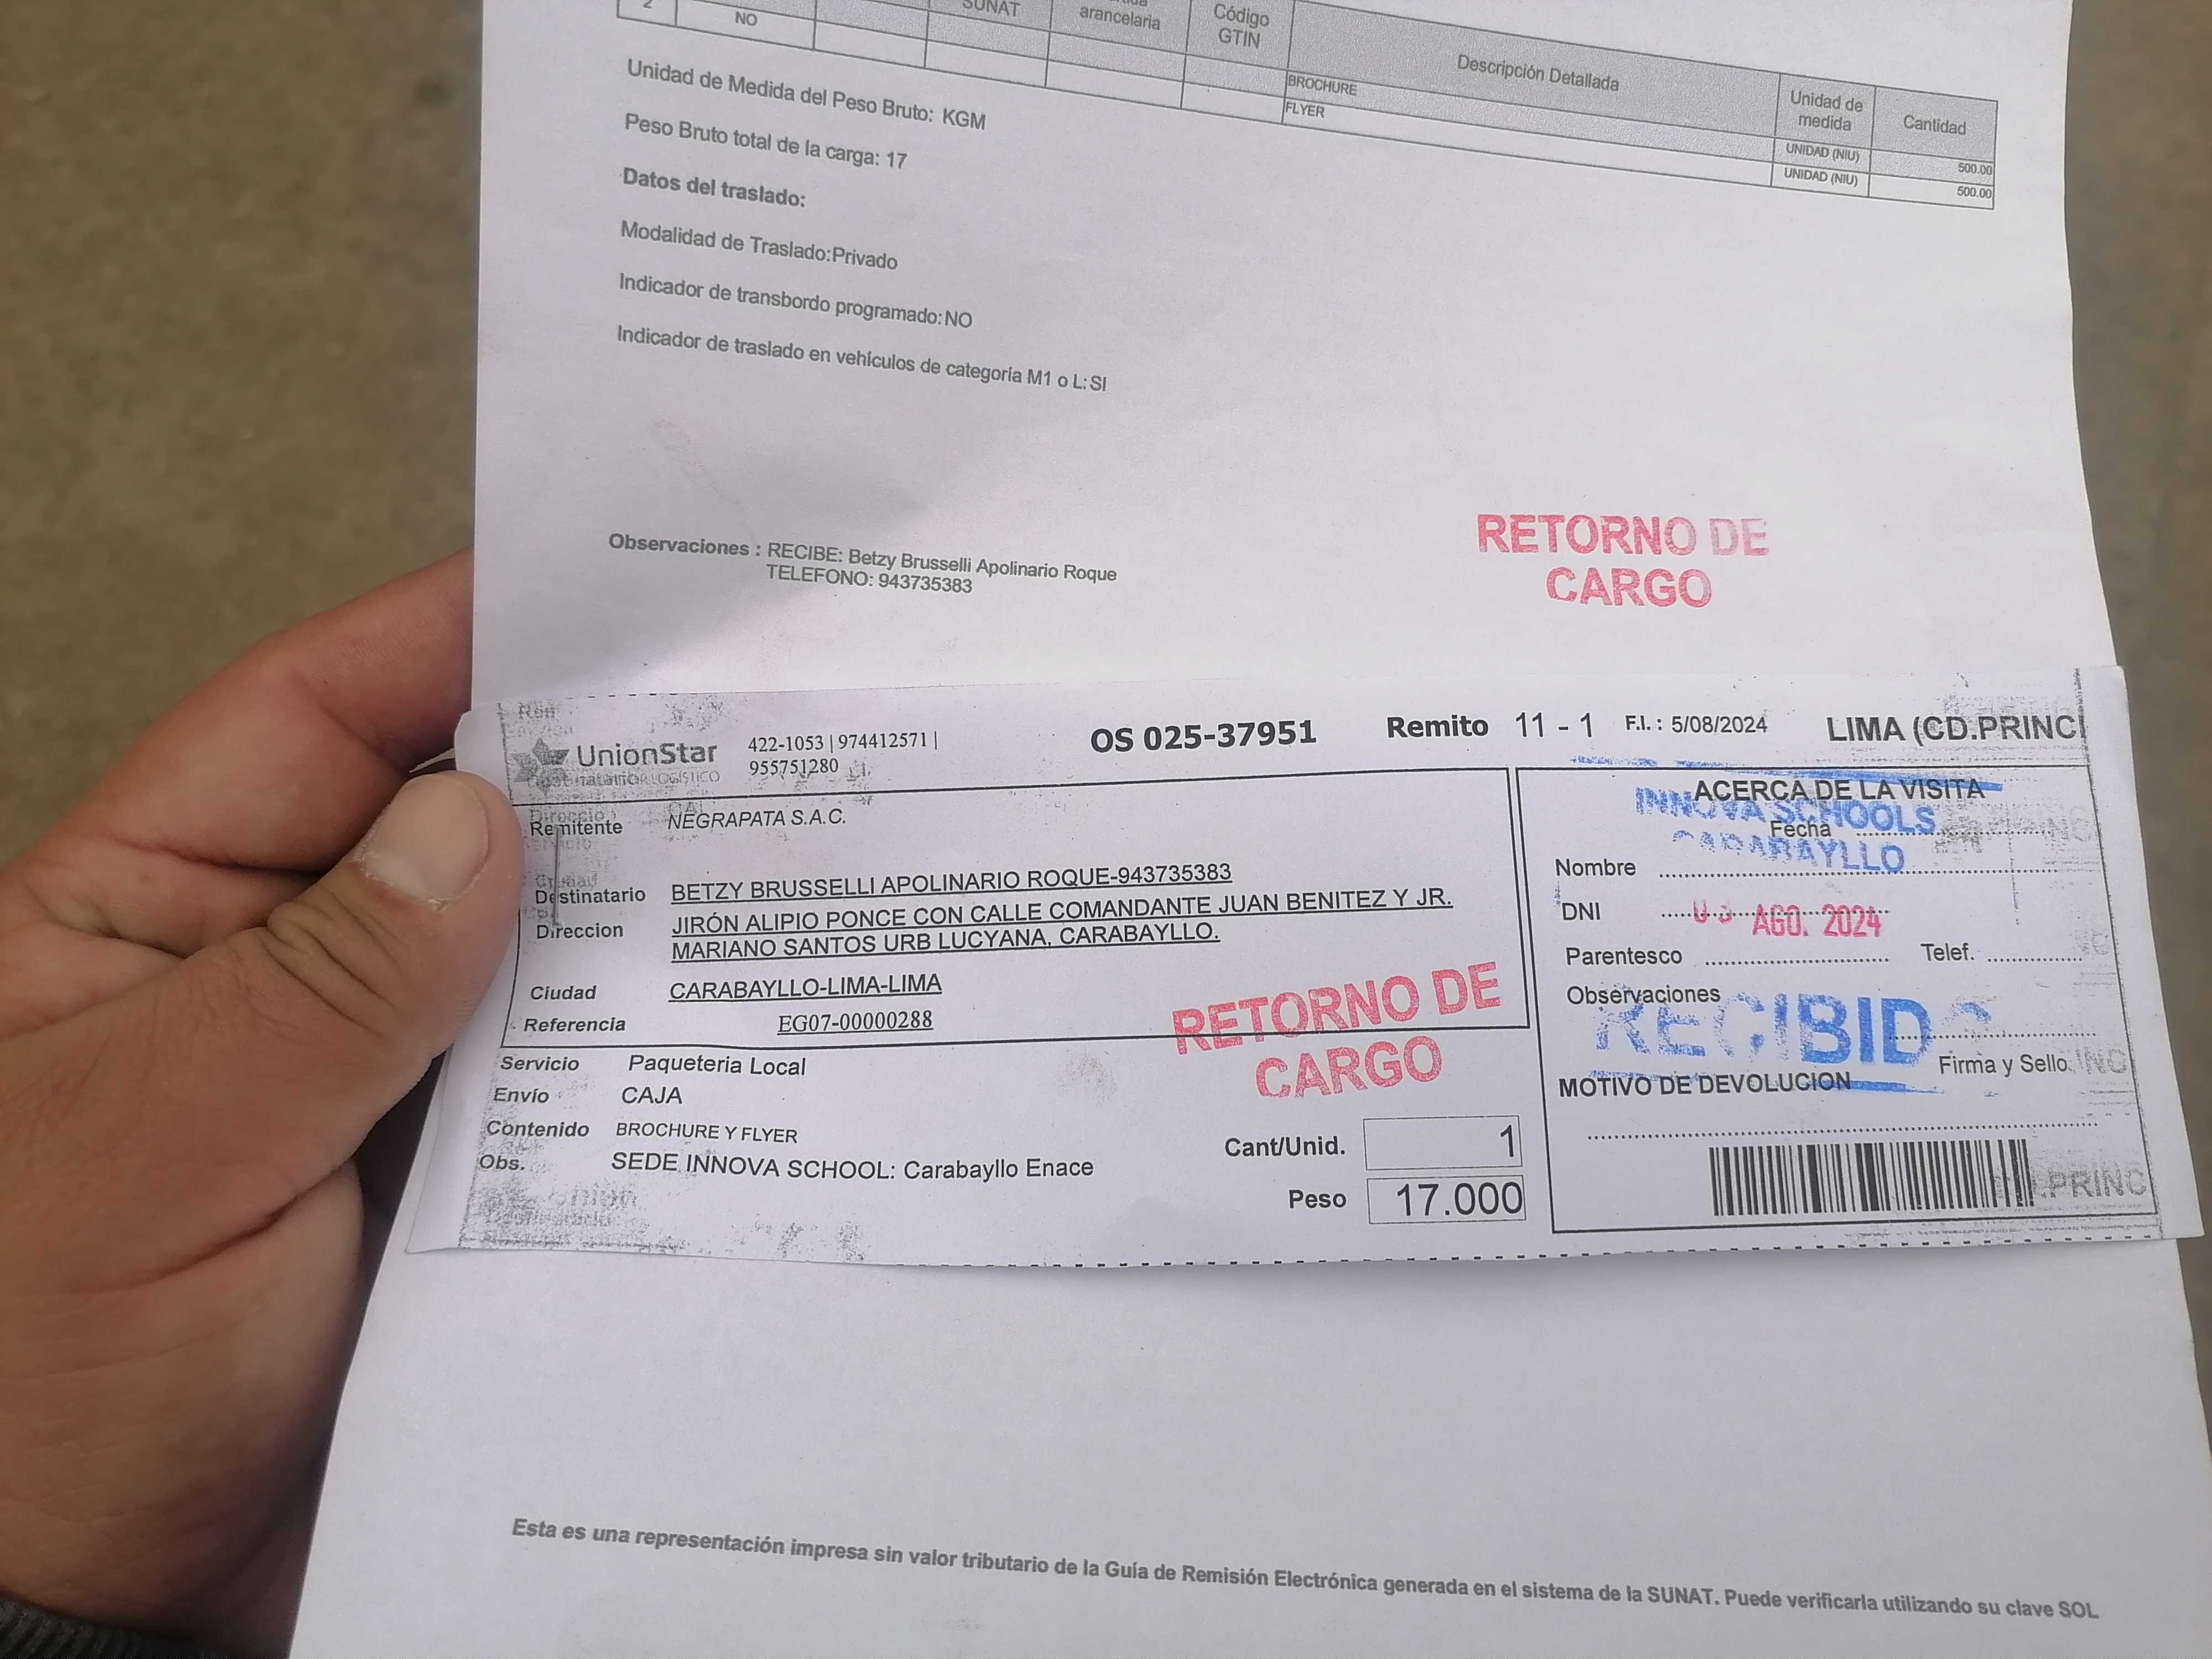 SUNAT
arancelaria
Código
GTIN
Descripción Detallada
Unidad de
medida
Cantidad
BROCHURE
UNIDAD (NIU)
500.00
2
NO
FLYER
UNIDAD (NIU)
500.00
Unidad de Medida del Peso Bruto: KGM
Peso Bruto total de la carga: 17
Datos del traslado:
Modalidad de Traslado:Privado
Indicador de transbordo programado:NO
Indicador de traslado en vehículos de categoría M1 o L:SI
Observaciones : RECIBE: Betzy Brusselli Apolinario Roque
TELEFONO: 943735383
RETORNO DE
CARGO
UnionStar
422-1053 | 974412571 |
955751280
OS 025-37951
Remito 11 - 1
F.I. : 5/08/2024
LIMA (CD.PRINC
Remitente NEGRAPATA S.A.C.
Destinatario BETZY BRUSSELLI APOLINARIO ROQUE-943735383
Direccion JIRÓN ALIPIO PONCE CON CALLE COMANDANTE JUAN BENITEZ Y JR.
MARIANO SANTOS URB LUCYANA, CARABAYLLO.
Ciudad CARABAYLLO-LIMA-LIMA
Referencia EG07-00000288
Servicio Paqueteria Local
Envío CAJA
Contenido BROCHURE Y FLYER
Obs. SEDE INNOVA SCHOOL: Carabayllo Enace
RETORNO DE
CARGO
Cant/Unid. 1
Peso 17.000
ACERCA DE LA VISITA
INNOVA SCHOOLS
CARABAYLLO
Fecha
Nombre
DNI
AGO. 2024
Parentesco
Telef.
Observaciones
RECIBIDO
Firma y Sello.
MOTIVO DE DEVOLUCION
.PRINC
Esta es una representación impresa sin valor tributario de la Guía de Remisión Electrónica generada en el sistema de la SUNAT. Puede verificarla utilizando su clave SOL